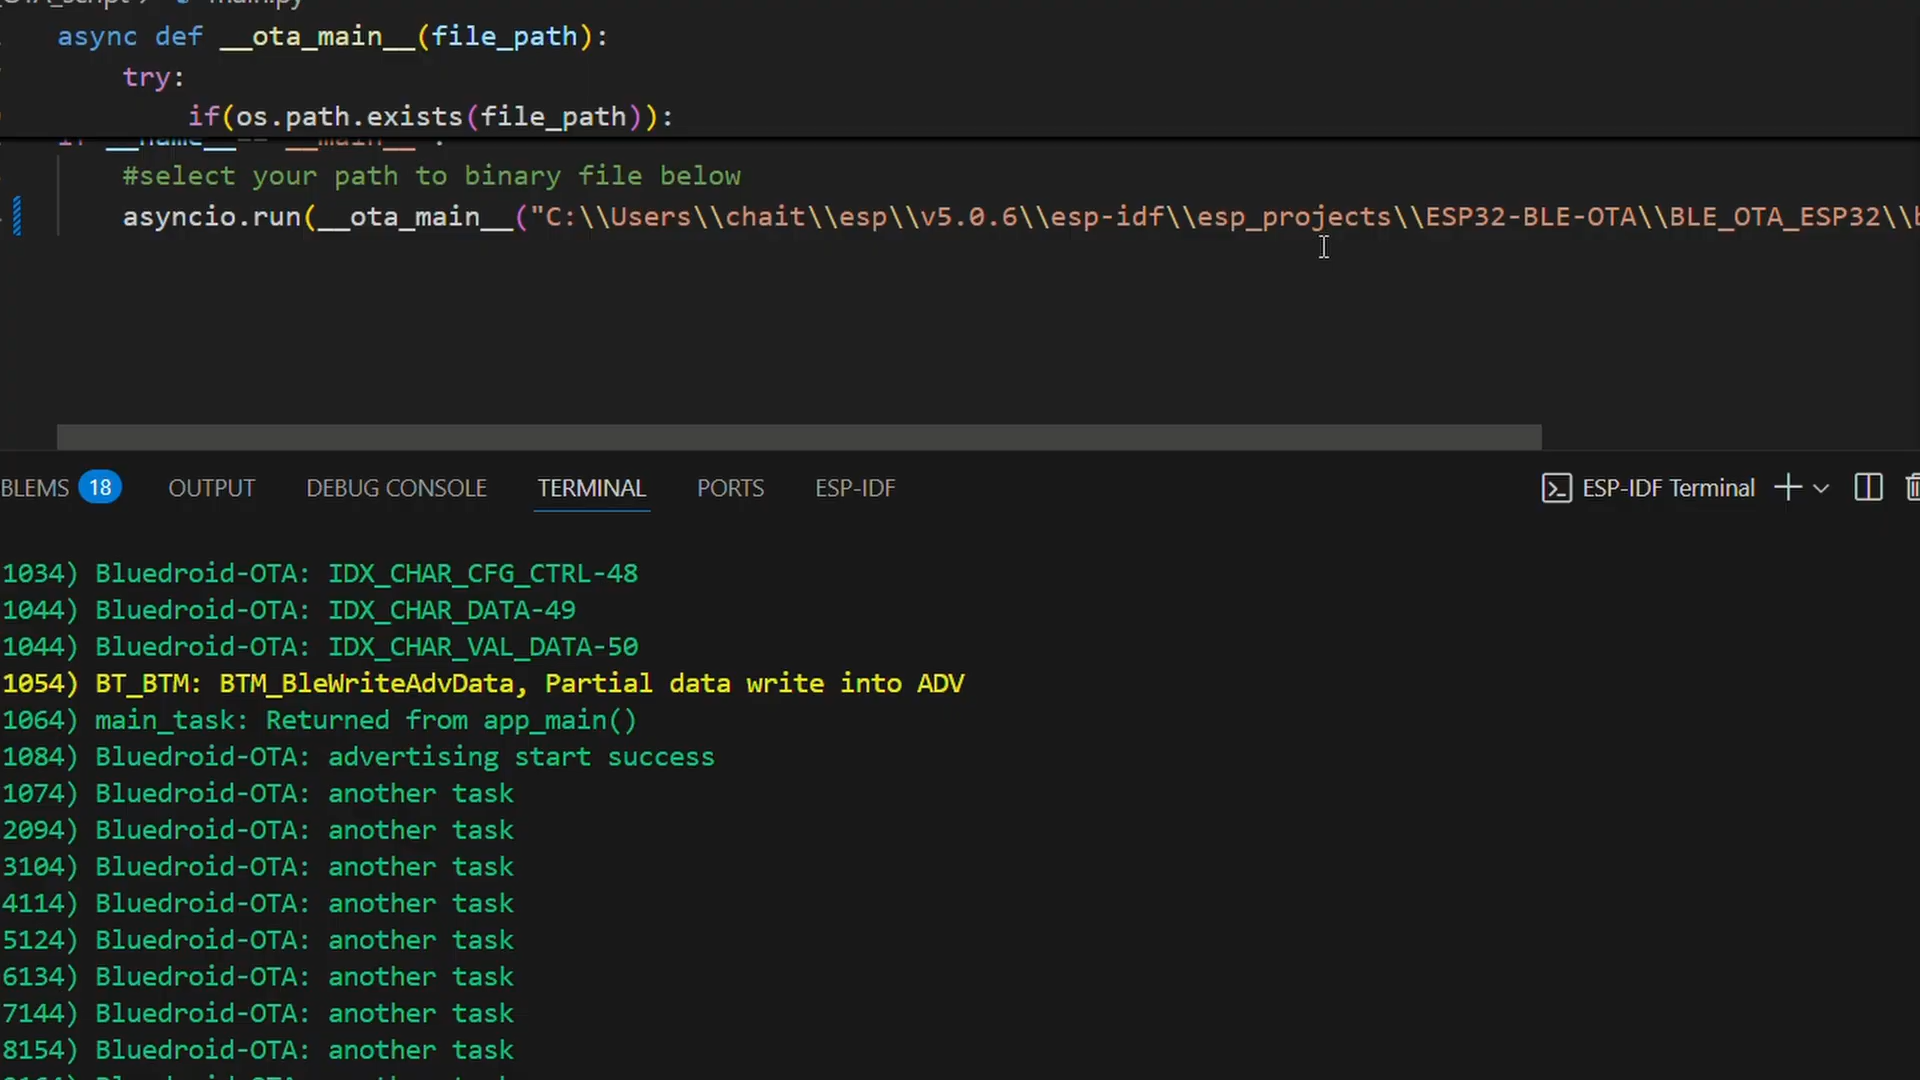 main.py
async def __ota_main__(file_path):
try:
if(os.path.exists(file_path)):
if __name__ == "__main__":
#select your path to binary file below
asyncio.run(__ota_main__("C:\\Users\\chait\\esp\\v5.0.6\\esp-idf\\esp_projects\\ESP32-BLE-OTA\\BLE_OTA_ESP32\\b
BLEMS 18 OUTPUT DEBUG CONSOLE TERMINAL PORTS ESP-IDF ESP-IDF Terminal
1034) Bluedroid-OTA: IDX_CHAR_CFG_CTRL-48
1044) Bluedroid-OTA: IDX_CHAR_DATA-49
1044) Bluedroid-OTA: IDX_CHAR_VAL_DATA-50
1054) BT_BTM: BTM_BleWriteAdvData, Partial data write into ADV
1064) main_task: Returned from app_main()
1084) Bluedroid-OTA: advertising start success
1074) Bluedroid-OTA: another task
2094) Bluedroid-OTA: another task
3104) Bluedroid-OTA: another task
4114) Bluedroid-OTA: another task
5124) Bluedroid-OTA: another task
6134) Bluedroid-OTA: another task
7144) Bluedroid-OTA: another task
8154) Bluedroid-OTA: another task